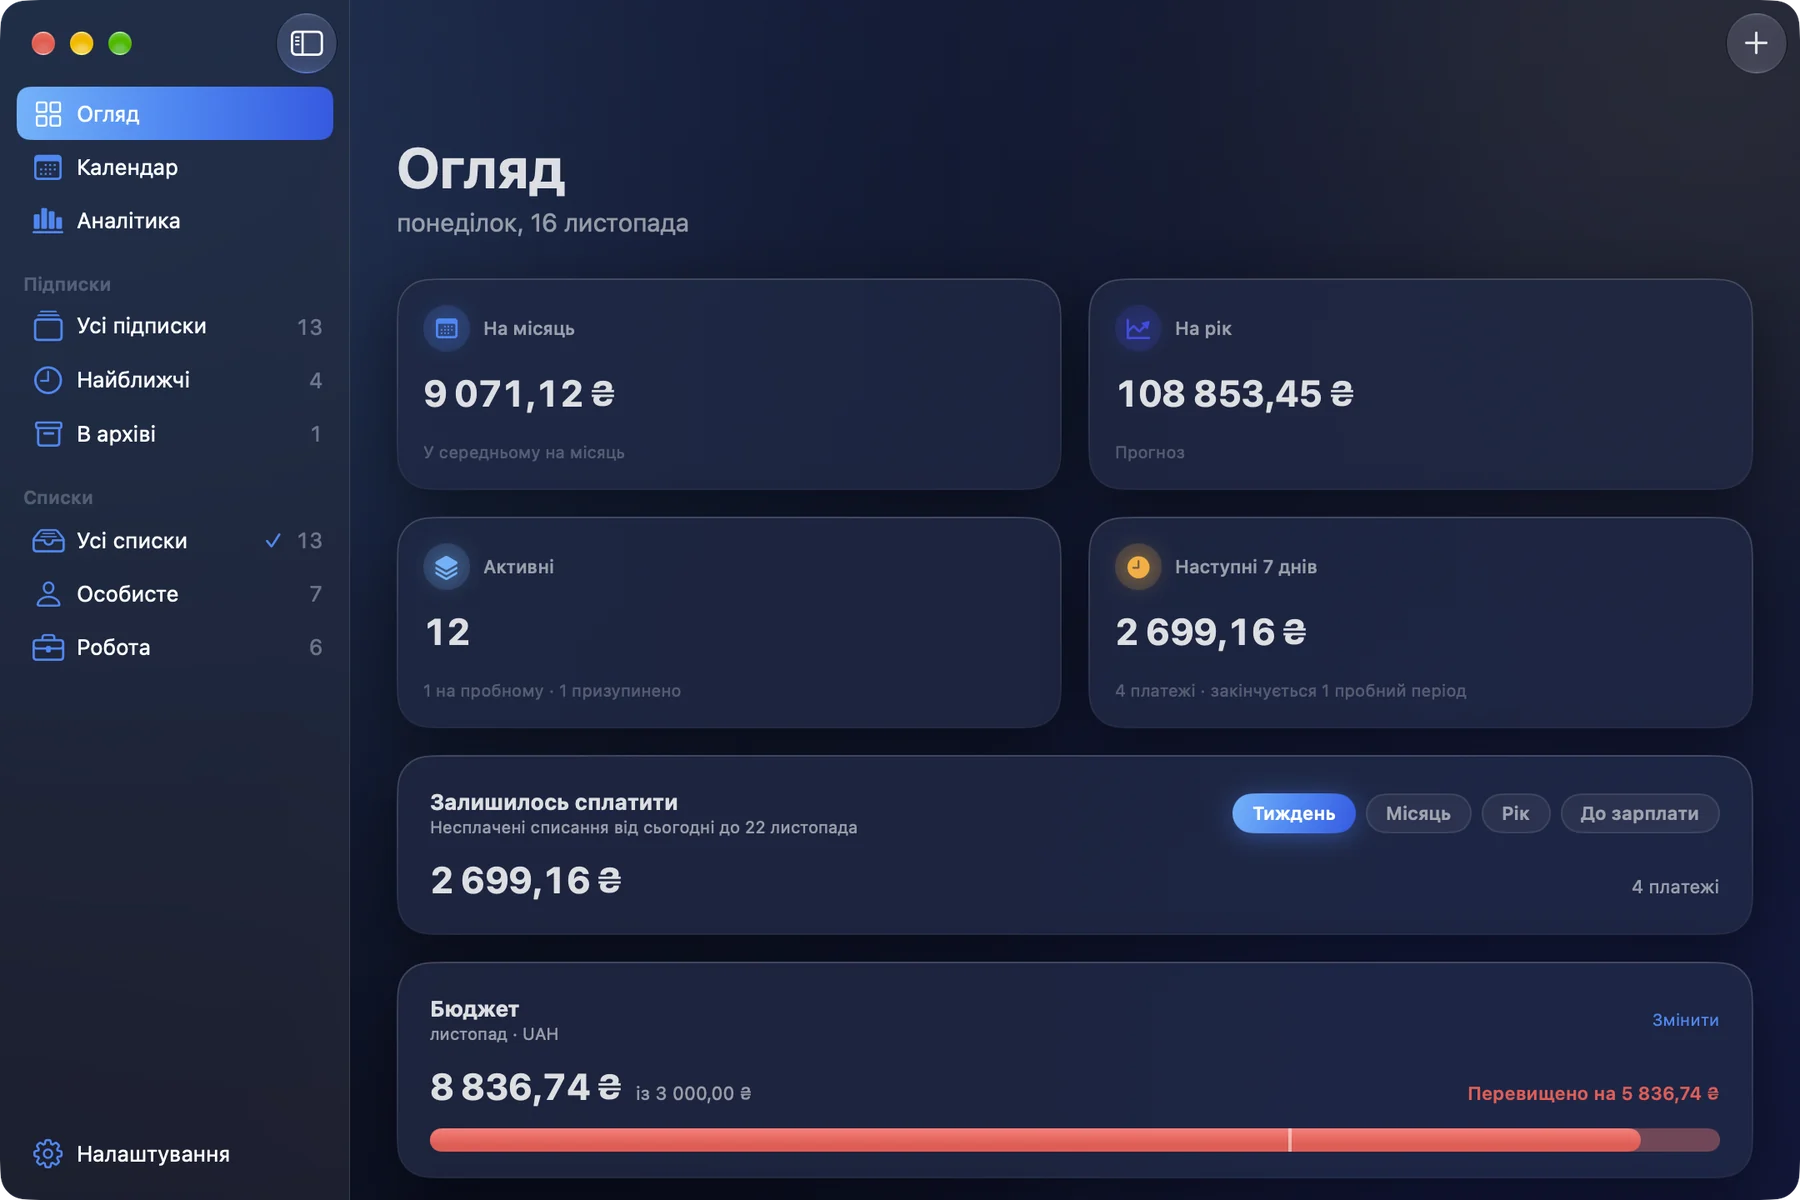 Огляд
Календар
Аналітика
Підписки
Усі підписки 13
Найближчі 4
В архіві 1
Списки
Усі списки 13
Особисте 7
Робота 6
Налаштування
Огляд
понеділок, 16 листопада
На місяць
9 071,12 ₴
У середньому на місяць
На рік
108 853,45 ₴
Прогноз
Активні
12
1 на пробному · 1 призупинено
Наступні 7 днів
2 699,16 ₴
4 платежі · закінчується 1 пробний період
Залишилось сплатити
Несплачені списання від сьогодні до 22 листопада
Тиждень Місяць Рік До зарплати
2 699,16 ₴
4 платежі
Бюджет
листопад · UAH
Змінити
8 836,74 ₴ із 3 000,00 ₴
Перевищено на 5 836,74 ₴